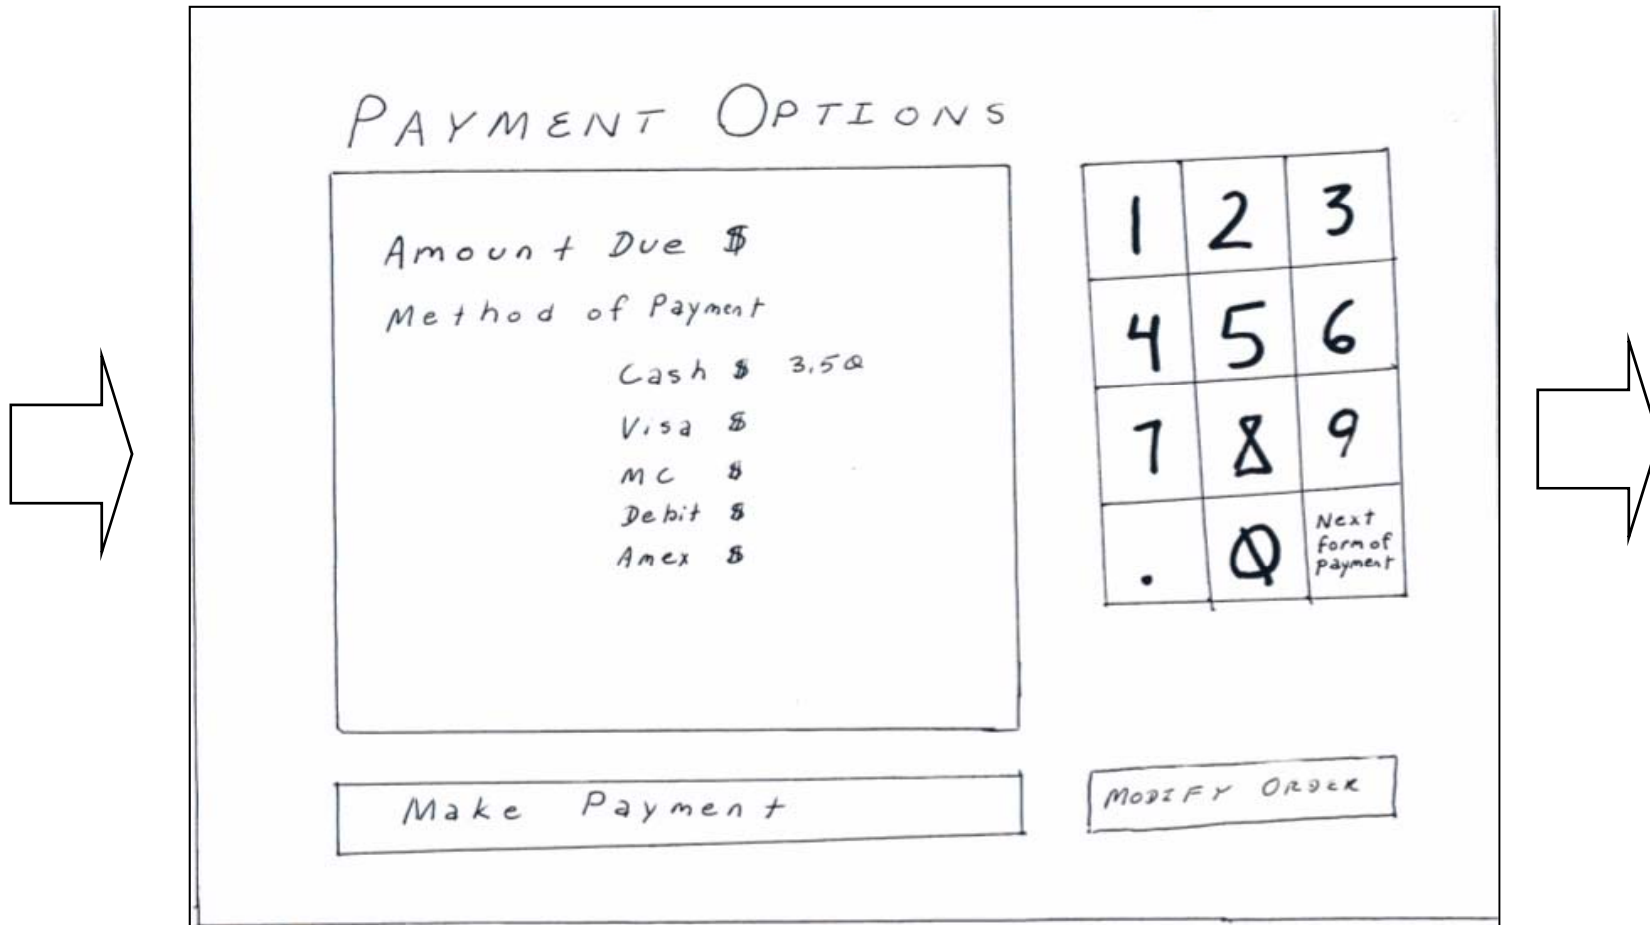 PAYMENT OPTIONS
Amount Due $
Method of Payment
Cash $ 3.50
Visa $
MC $
Debit $
Amex $
1 2 3
4 5 6
7 8 9
. 0 Next
form of
payment
Make Payment
MODIFY ORDER